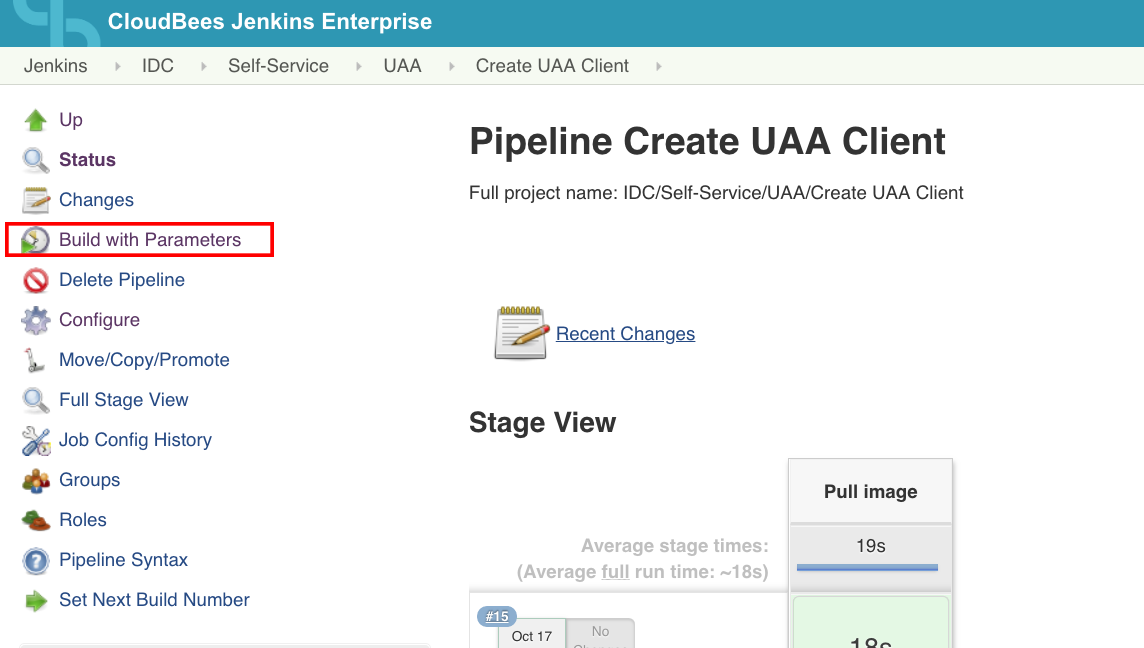 CloudBees Jenkins Enterprise
Jenkins IDC Self-Service UAA Create UAA Client
Up
Status
Changes
Build with Parameters
Delete Pipeline
Configure
Move/Copy/Promote
Full Stage View
Job Config History
Groups
Roles
Pipeline Syntax
Set Next Build Number
Pipeline Create UAA Client
Full project name: IDC/Self-Service/UAA/Create UAA Client
Recent Changes
Stage View
Pull image
Average stage times:
(Average full run time: ~18s)
19s
#15
Oct 17
No
18s